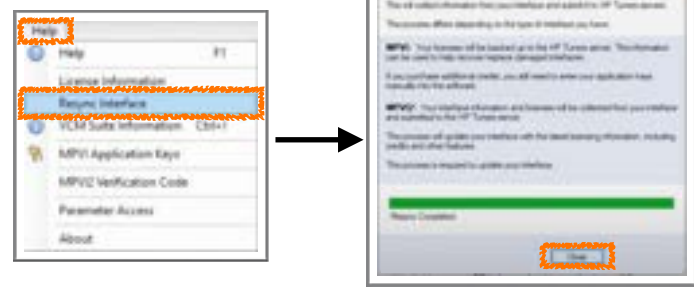 Help
Help F1
License Information
Resync Interface
VCM Suite Information Ctrl+I
MPVI Application Keys
MPVI2 Verification Code
Parameter Access
About
This will collect information from your interface and submit it to HP Tuners servers.
The process differs depending on the type of interface you have.
MPVI: Your licenses will be backed up to the HP Tuners server. This information
can be used to help recover/replace damaged interfaces.
If you purchase additional credits, you still need to enter your application keys
manually into the software.
MPVI2: Your interface information and licenses will be collected from your interface
and submitted to the HP Tuners server.
The process will update your interface with the latest licensing information, including
credits and other features.
This process is required to update your interface.
Resync Completed
Close